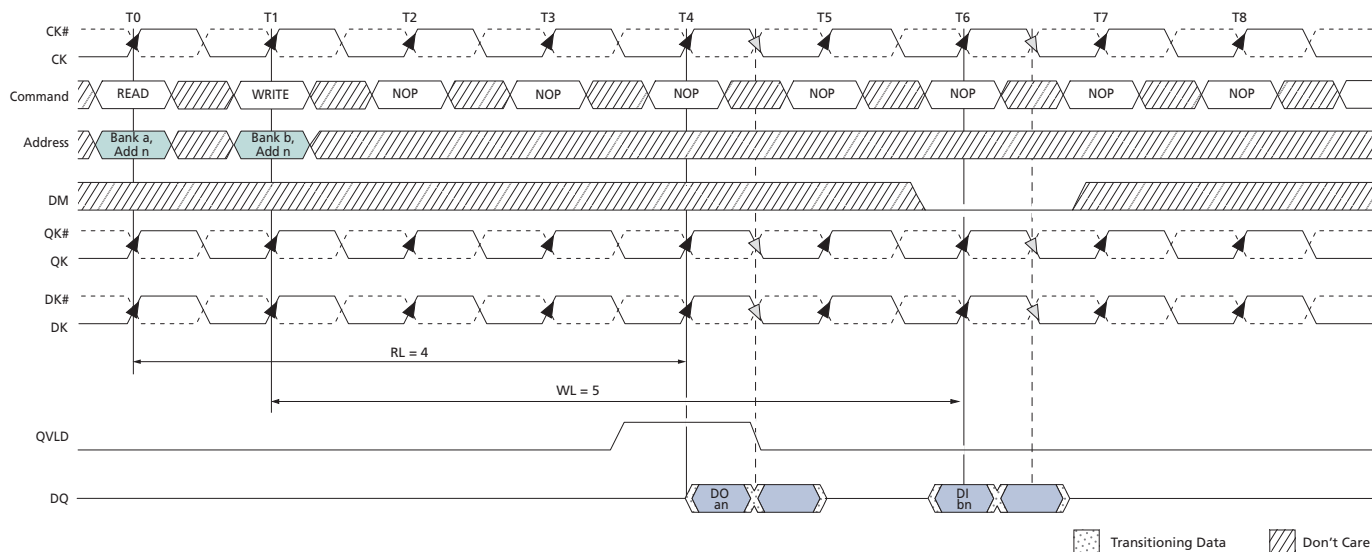 T0 T1 T2 T3 T4 T5 T6 T7 T8
CK#
CK
Command READ WRITE NOP NOP NOP NOP NOP NOP NOP
Address Bank a, Add n Bank b, Add n
DM
QK#
QK
DK#
DK
RL = 4
WL = 5
QVLD
DQ DO an DI bn
Transitioning Data Don't Care